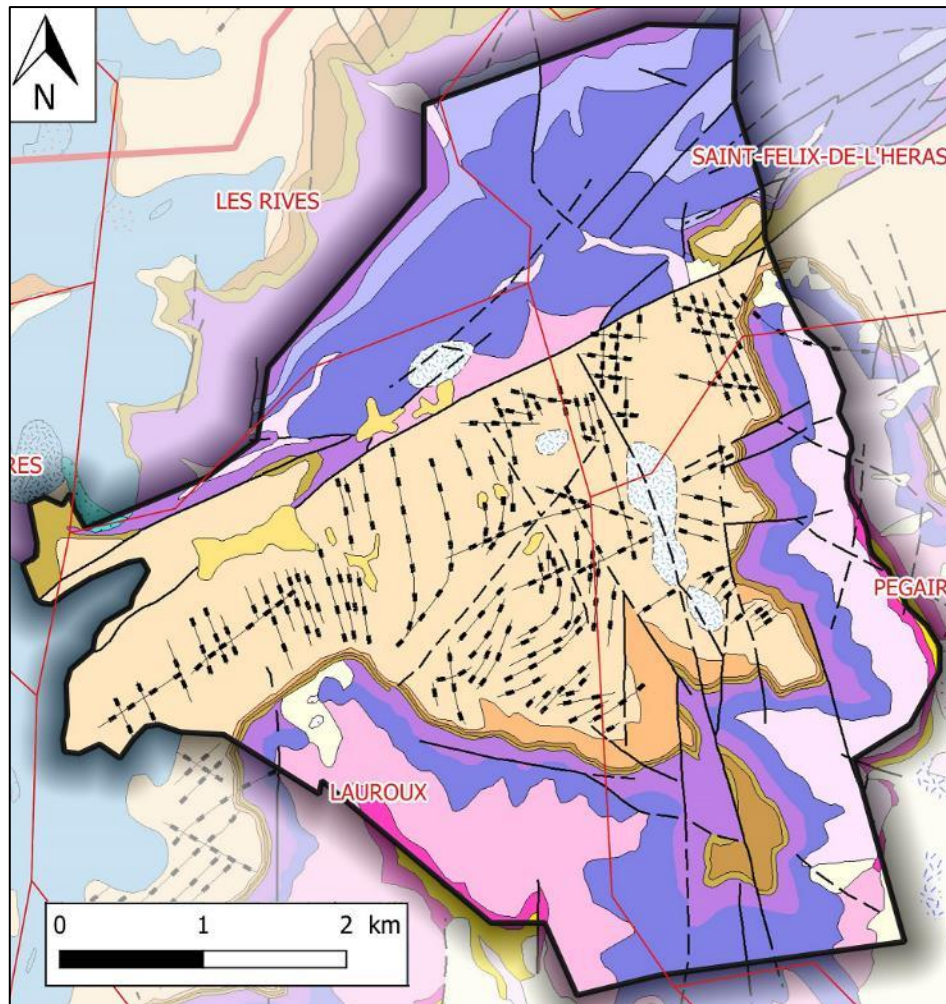 N
SAINT-FELIX-DE-L'HERAS
LES RIVES
RES
PEGAIR
LAUROUX
0 1 2 km